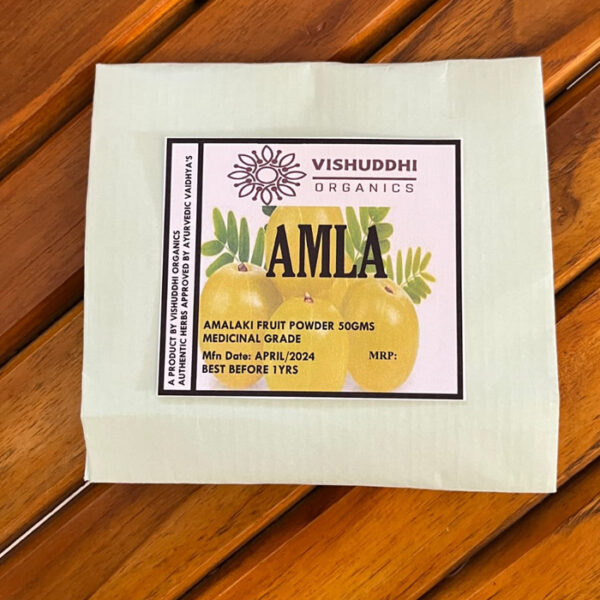 VISHUDDHI
ORGANICS
AMLA
AMALAKI FRUIT POWDER 50GMS
MEDICINAL GRADE
Mfn Date: APRIL/2024 MRP:
BEST BEFORE 1YRS
A PRODUCT BY VISHUDDHI ORGANICS
AUTHENTIC HERBS APPROVED BY AYURVEDIC VAIDHYA'S